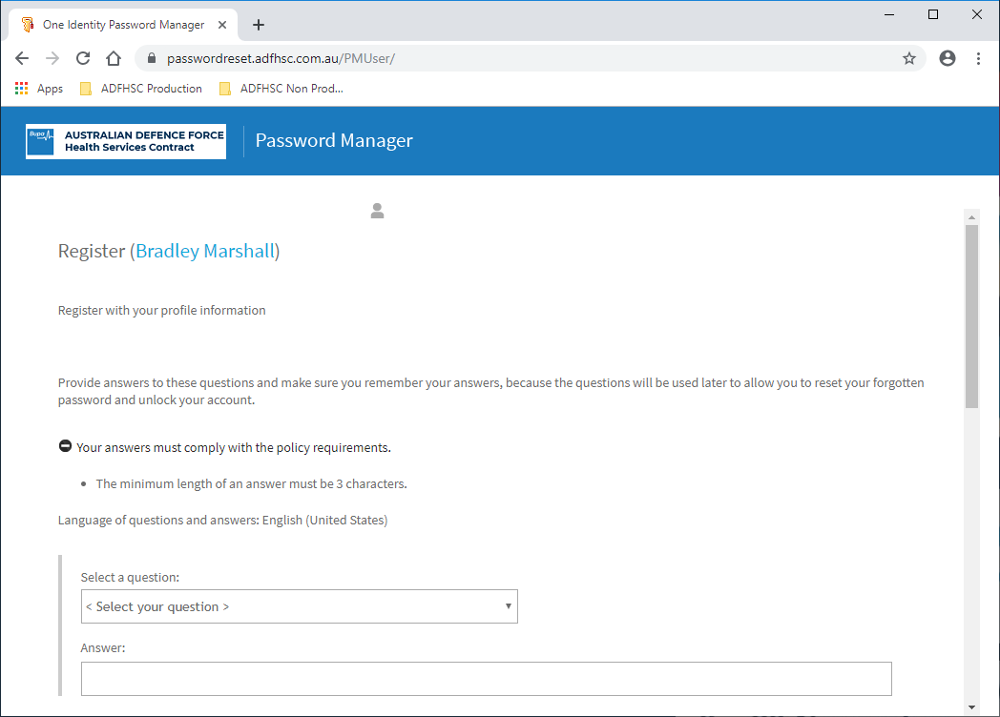 One Identity Password Manager
passwordreset.adfhsc.com.au/PMUser/
Apps ADFHSC Production ADFHSC Non Prod...
Bupa
AUSTRALIAN DEFENCE FORCE
Health Services Contract
Password Manager
Register (Bradley Marshall)
Register with your profile information
Provide answers to these questions and make sure you remember your answers, because the questions will be used later to allow you to reset your forgotten
password and unlock your account.
Your answers must comply with the policy requirements.
• The minimum length of an answer must be 3 characters.
Language of questions and answers: English (United States)
Select a question:
< Select your question >
Answer: